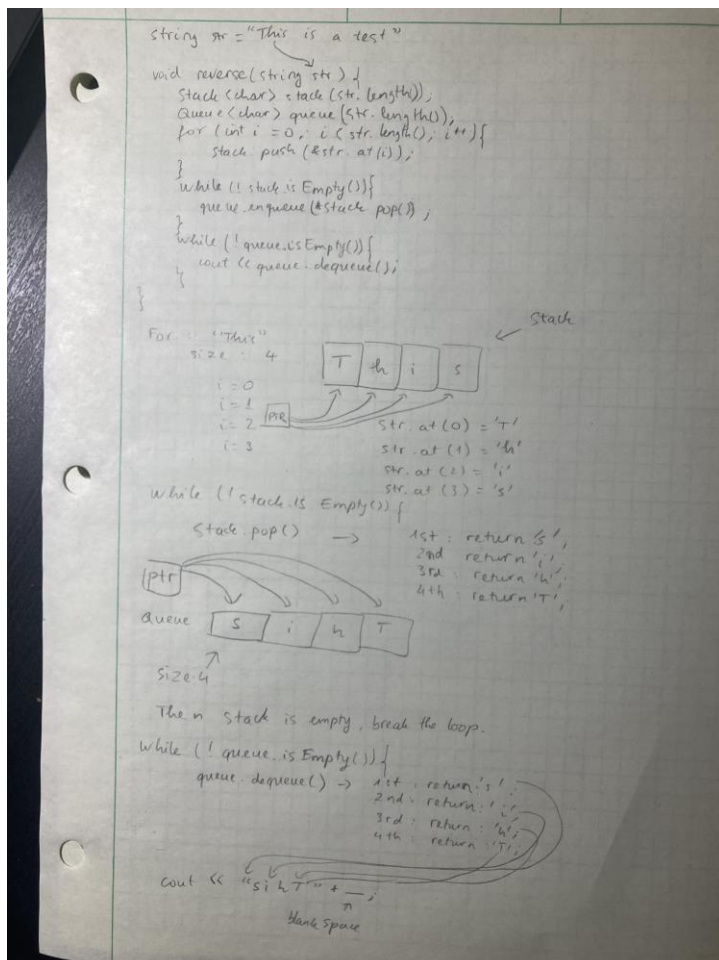 string str = "This is a test"
void reverse(string str) {
Stack<char> stack(str.length());
Queue<char> queue(str.length());
for (int i = 0; i < str.length(); i++){
stack.push(&str.at(i));
}
while (! stack.isEmpty()){
queue.enqueue(*stack.pop());
}
while (! queue.isEmpty()){
cout << queue.dequeue();
}
}
Stack
For "This"
size : 4
T h i s
i = 0
i = 1
i = 2
i = 3
PTR
str.at(0) = 'T'
str.at(1) = 'h'
str.at(2) = 'i'
str.at(3) = 's'
while (! stack.is Empty()) {
Stack.pop() → 1st : return 's';
2nd return 'i';
3rd : return 'h';
4th : return 'T';
ptr
Queue S i h T
size.4
Then stack is empty, break the loop.
While (! queue.isEmpty()) {
queue.dequeue() → 1st : return 's';
2nd : return : 'i';
3rd : return : 'h';
4th : return : 'T';
cout << "sihT" + _ ;
blank space